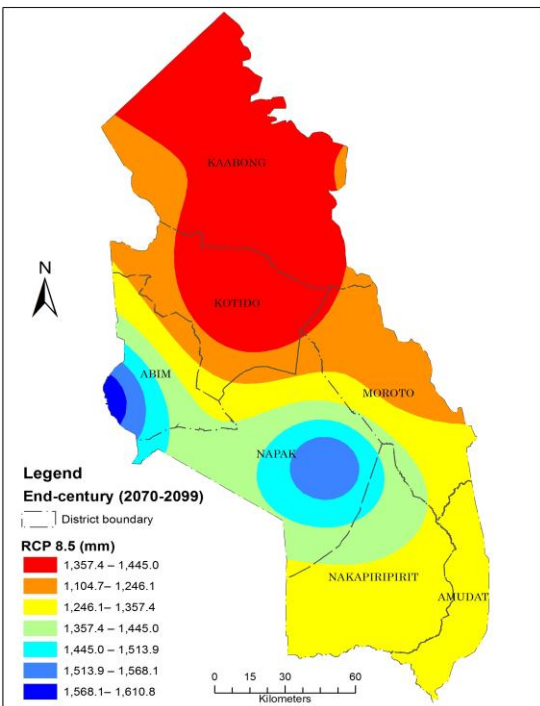 KAABONG
N
KOTIDO
ABIM
MOROTO
NAPAK
Legend
End-century (2070-2099)
District boundary
NAKAPIRIPIRIT
AMUDAT
RCP 8.5 (mm)
1,357.4– 1,445.0
1,104.7– 1,246.1
1,246.1– 1,357.4
1,357.4 – 1,445.0
1,445.0 – 1,513.9
1,513.9 – 1,568.1
1,568.1– 1,610.8
0 15 30 60
Kilometers